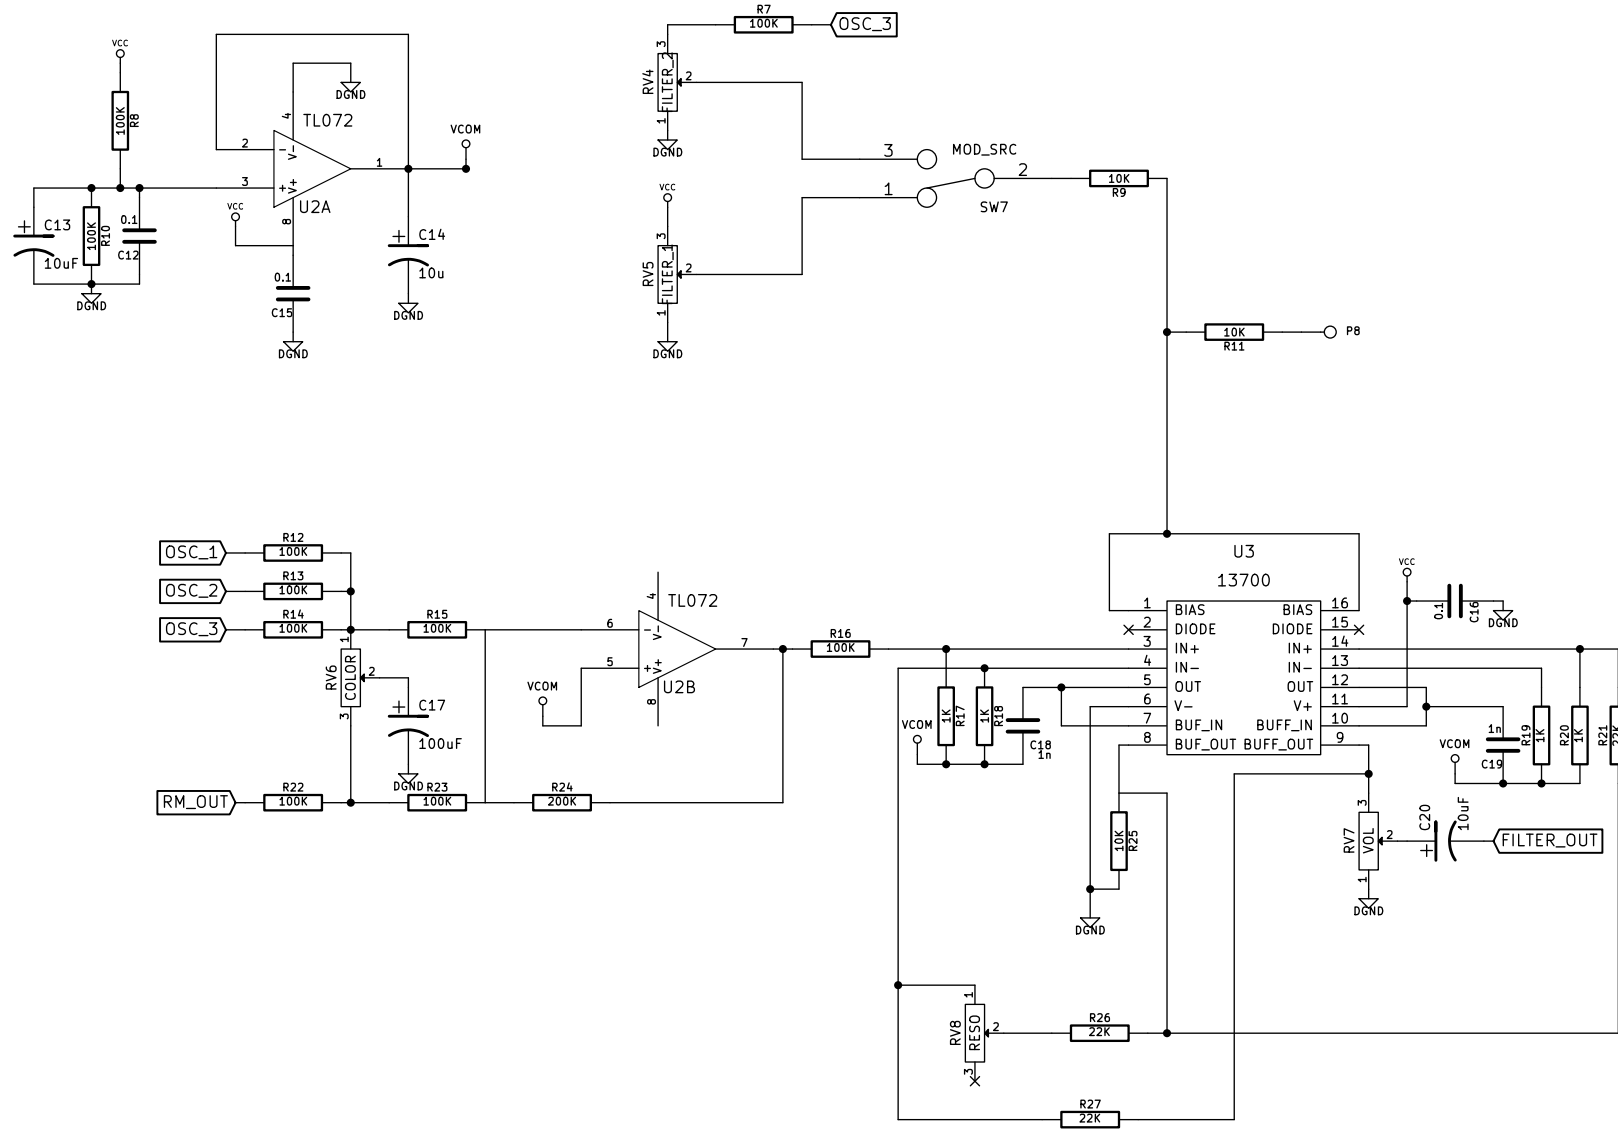 VCC
100K
R8
2
3
4
DGND
TL072
V-
V+
1
VCOM
U2A
8
VCC
C13
10uF
100K
R10
0.1
C12
DGND
0.1
C15
DGND
C14
10u
DGND
R7
100K
OSC_3
RV4
FILTER_2
3
2
1
DGND
VCC
RV5
FILTER_1
3
2
1
DGND
3
MOD_SRC
1
2
SW7
10K
R9
10K
R11
P8
OSC_1
R12
100K
OSC_2
R13
100K
OSC_3
R14
100K
R15
100K
RV6
COLOR
1
2
3
C17
100uF
DGND
RM_OUT
R22
100K
R23
100K
R24
200K
VCOM
6
5
4
TL072
V-
V+
7
U2B
8
R16
100K
U3
13700
1 BIAS BIAS 16
2 DIODE DIODE 15
3 IN+ IN+ 14
4 IN- IN- 13
5 OUT OUT 12
6 V- V+ 11
7 BUF_IN BUFF_IN 10
8 BUF_OUT BUFF_OUT 9
VCC
0.1
C16
DGND
VCOM
1K
R17
1K
R18
C18
1n
VCOM
1n
C19
R19
1K
R20
1K
R21
22K
10K
R25
DGND
RV7
VOL
3
2
1
DGND
C20
10uF
FILTER_OUT
RV8
RESO
1
2
3
R26
22K
R27
22K